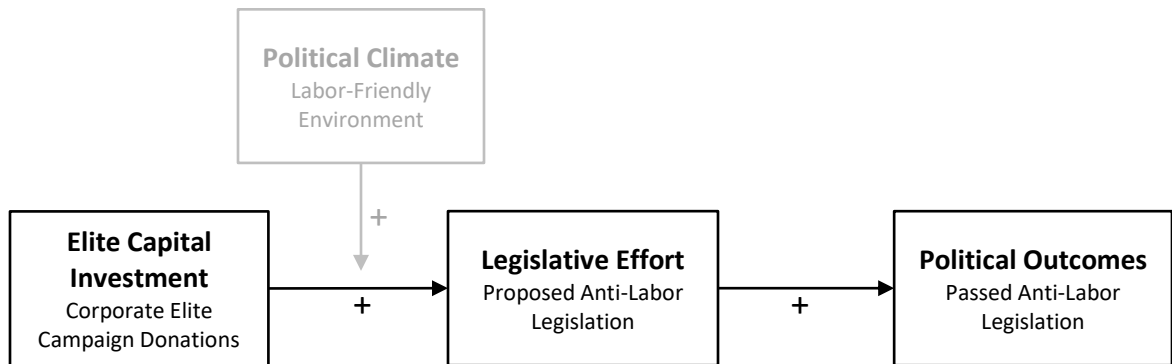 Political Climate
Labor-Friendly
Environment
+
Elite Capital
Investment
Corporate Elite
Campaign Donations
+
Legislative Effort
Proposed Anti-Labor
Legislation
+
Political Outcomes
Passed Anti-Labor
Legislation